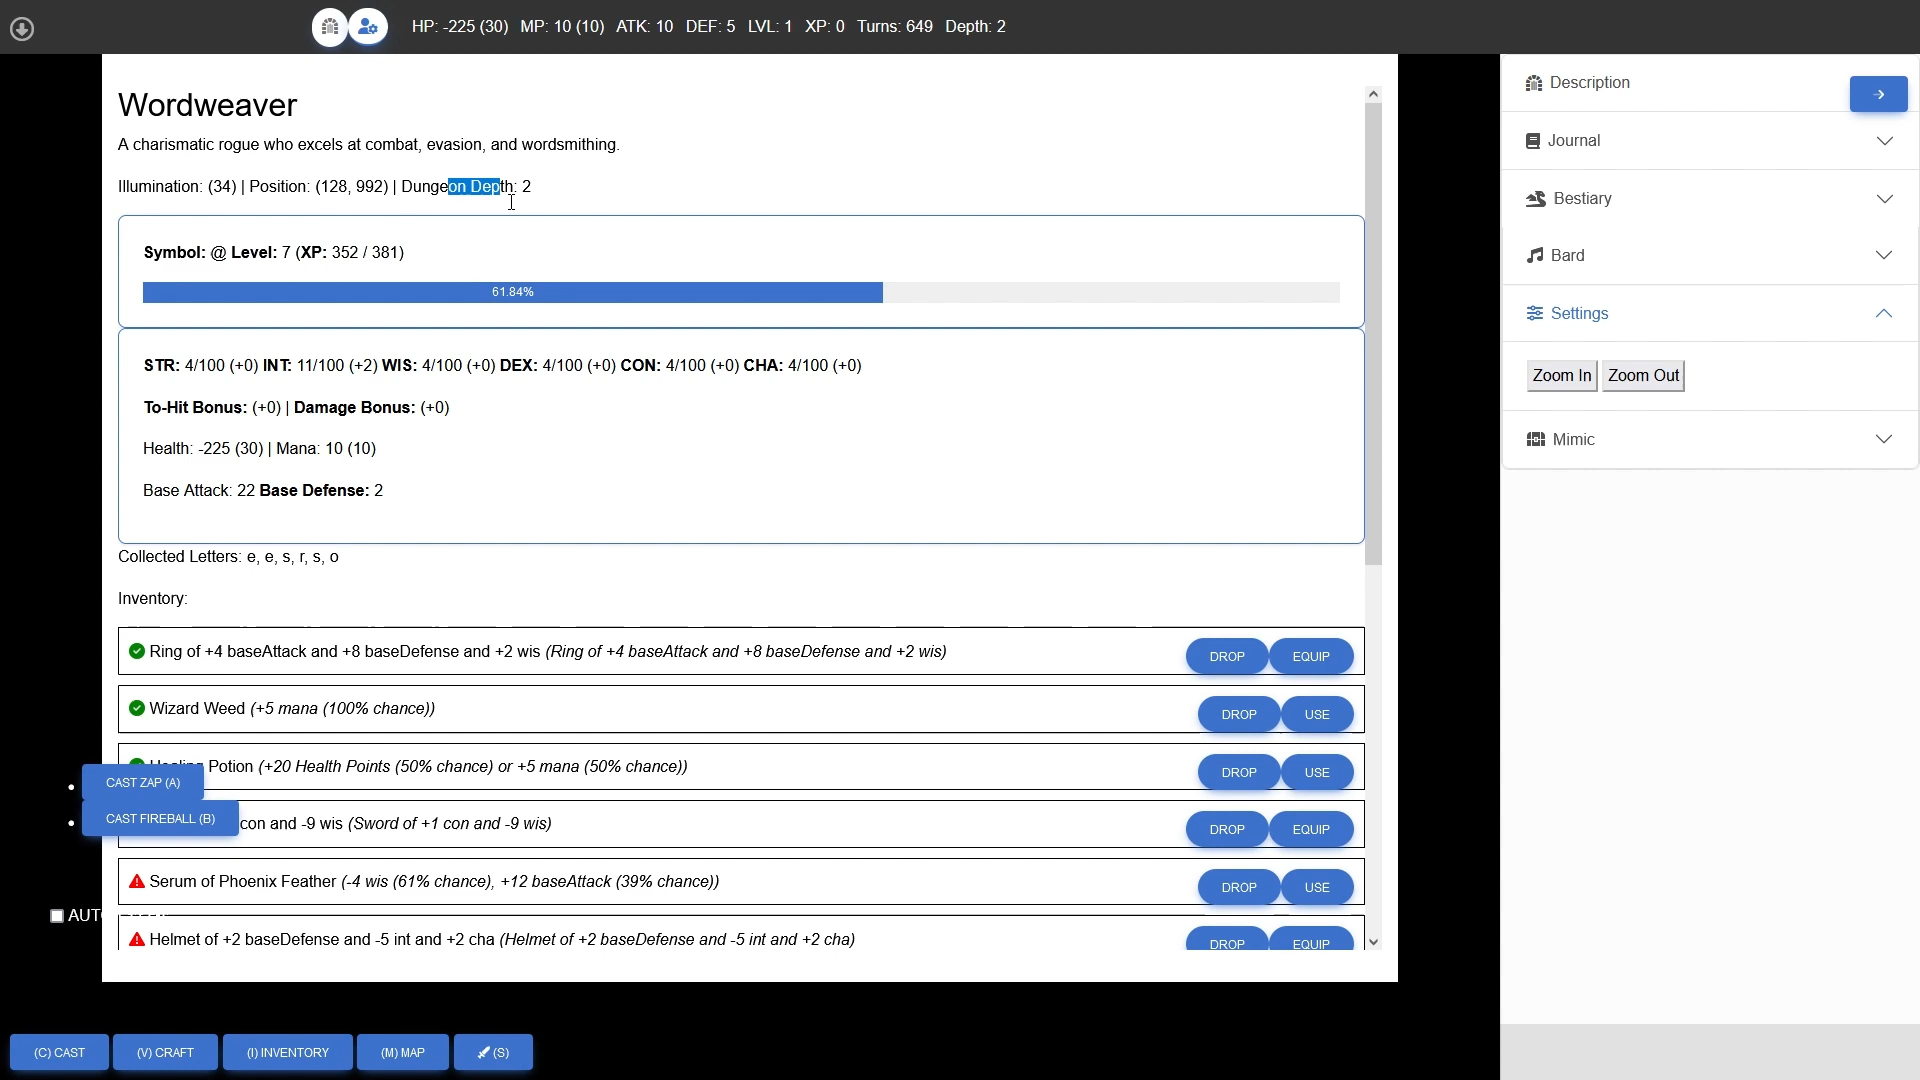 HP: -225 (30) MP: 10 (10) ATK: 10 DEF: 5 LVL: 1 XP: 0 Turns: 649 Depth: 2
Wordweaver
A charismatic rogue who excels at combat, evasion, and wordsmithing.
Illumination: (34) | Position: (128, 992) | Dungeon Depth: 2
Symbol: @ Level: 7 (XP: 352 / 381)
61.84%
STR: 4/100 (+0) INT: 11/100 (+2) WIS: 4/100 (+0) DEX: 4/100 (+0) CON: 4/100 (+0) CHA: 4/100 (+0)
To-Hit Bonus: (+0) | Damage Bonus: (+0)
Health: -225 (30) | Mana: 10 (10)
Base Attack: 22 Base Defense: 2
Collected Letters: e, e, s, r, s, o
Inventory:
Ring of +4 baseAttack and +8 baseDefense and +2 wis (Ring of +4 baseAttack and +8 baseDefense and +2 wis) DROP EQUIP
Wizard Weed (+5 mana (100% chance)) DROP USE
Healing Potion (+20 Health Points (50% chance) or +5 mana (50% chance)) DROP USE
CAST ZAP (A)
CAST FIREBALL (B)
con and -9 wis (Sword of +1 con and -9 wis) DROP EQUIP
Serum of Phoenix Feather (-4 wis (61% chance), +12 baseAttack (39% chance)) DROP USE
AUTO
Helmet of +2 baseDefense and -5 int and +2 cha (Helmet of +2 baseDefense and -5 int and +2 cha) DROP EQUIP
(C) CAST (V) CRAFT (I) INVENTORY (M) MAP (S)
Description
Journal
Bestiary
Bard
Settings
Zoom In Zoom Out
Mimic